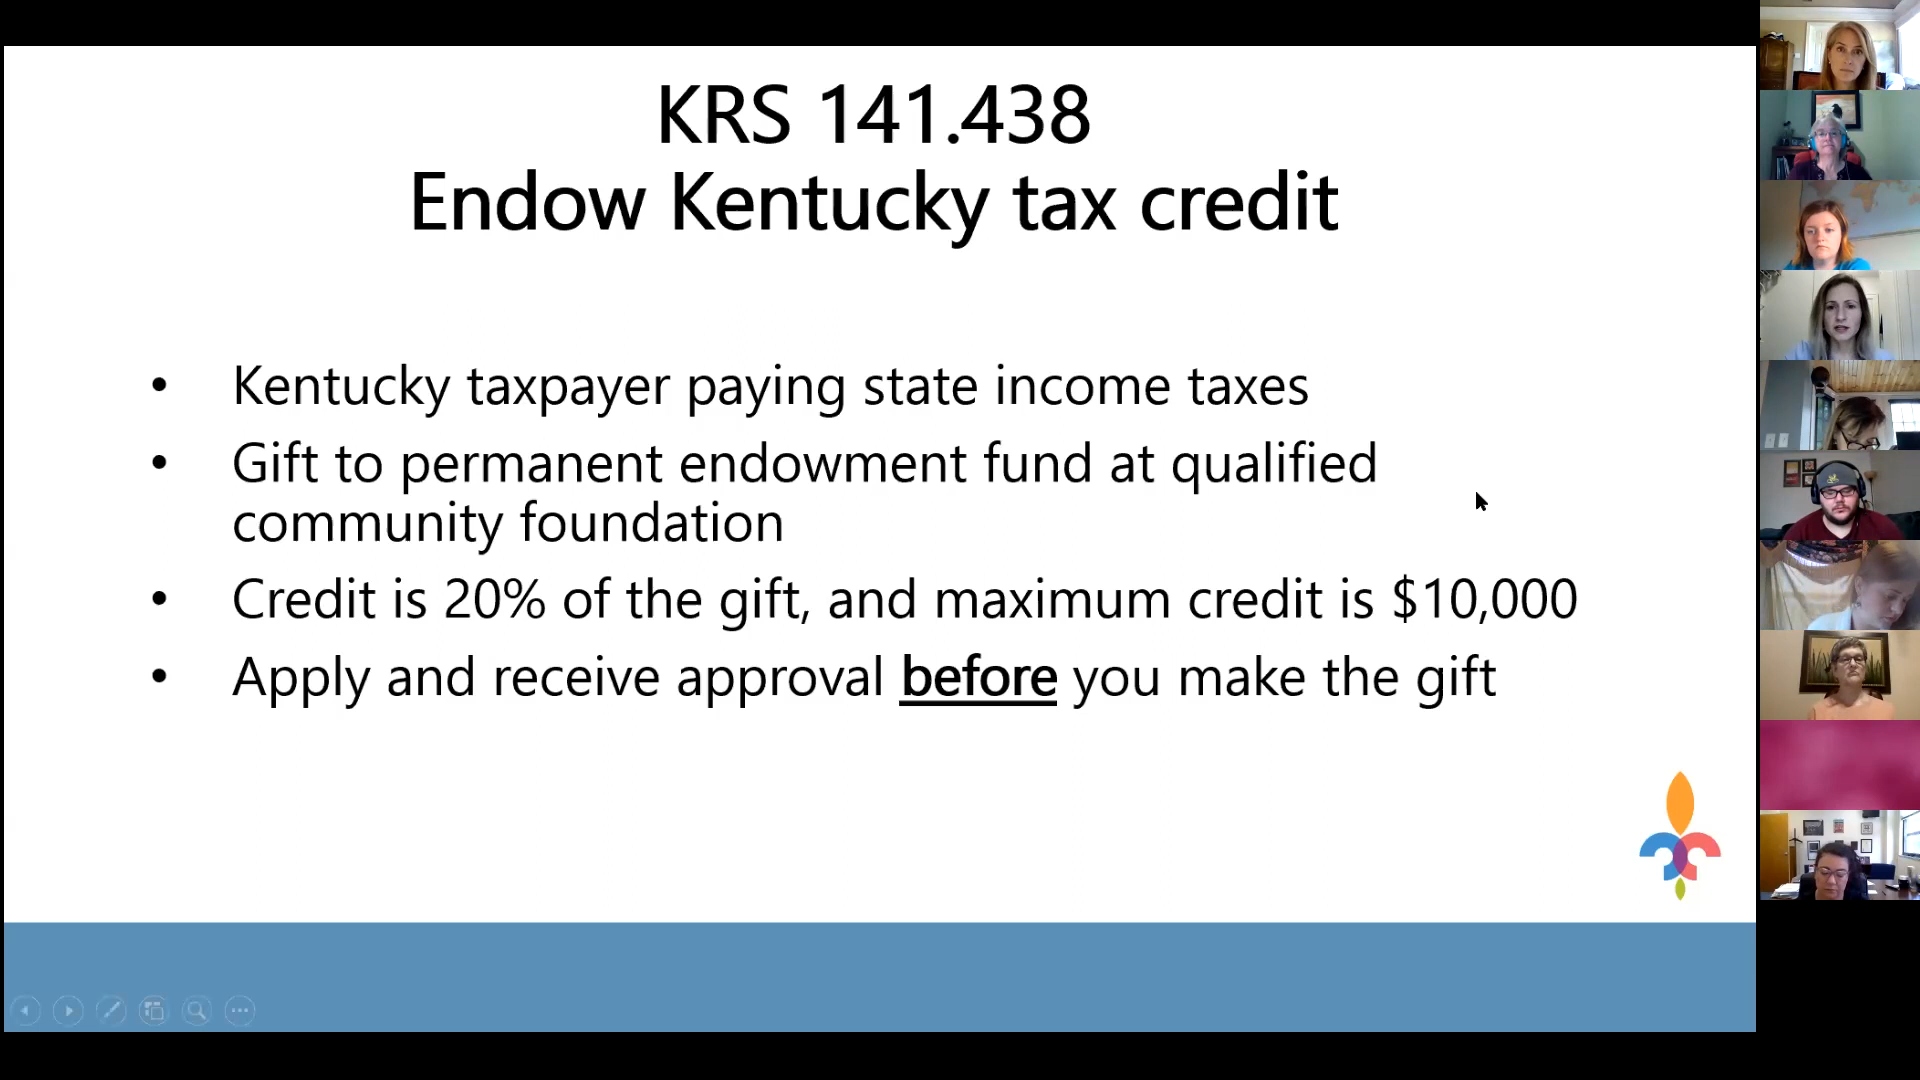 KRS 141.438
Endow Kentucky tax credit
• Kentucky taxpayer paying state income taxes
• Gift to permanent endowment fund at qualified
community foundation
• Credit is 20% of the gift, and maximum credit is $10,000
• Apply and receive approval before you make the gift